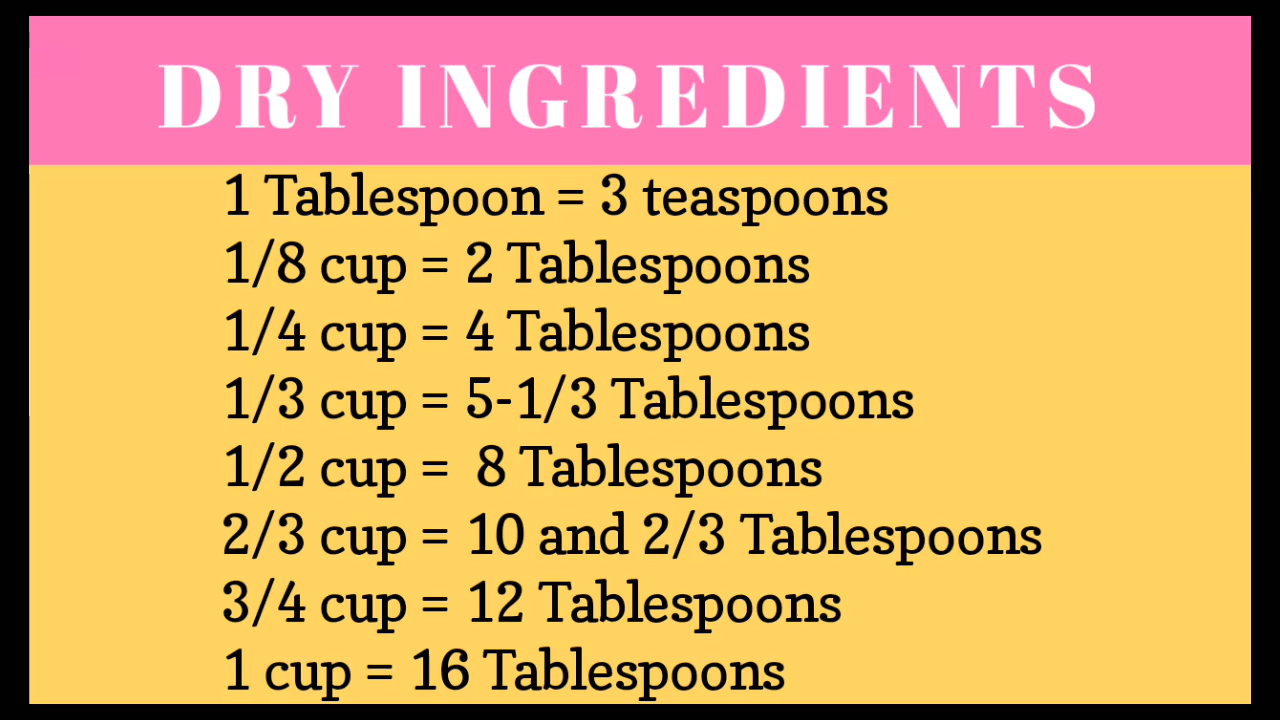 DRY INGREDIENTS
1 Tablespoon = 3 teaspoons
1/8 cup = 2 Tablespoons
1/4 cup = 4 Tablespoons
1/3 cup = 5-1/3 Tablespoons
1/2 cup =  8 Tablespoons
2/3 cup = 10 and 2/3 Tablespoons
3/4 cup = 12 Tablespoons
1 cup = 16 Tablespoons